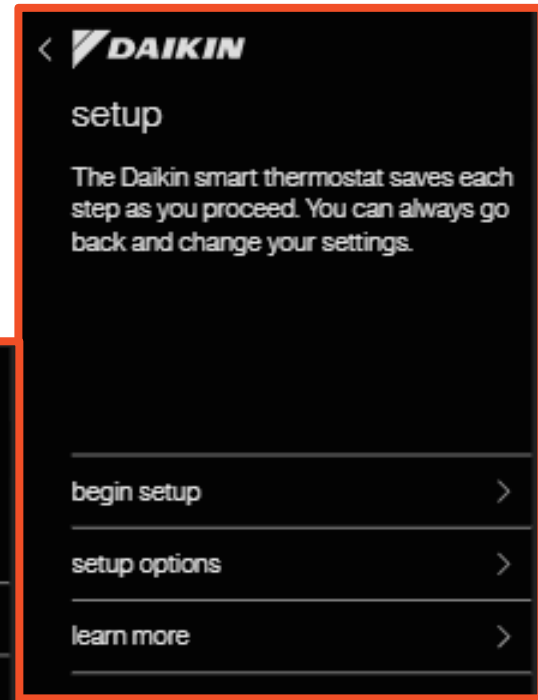 DAIKIN
setup
The Daikin smart thermostat saves each
step as you proceed. You can always go
back and change your settings.
begin setup
setup options
learn more